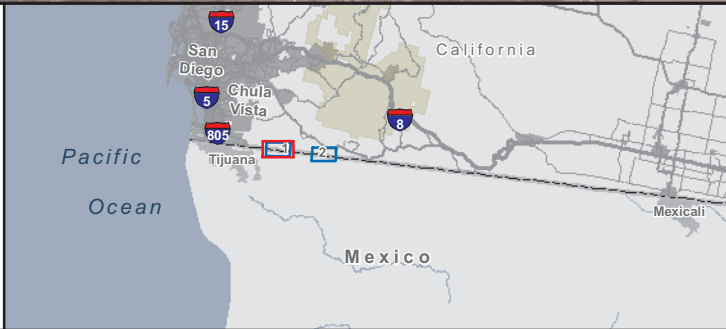 15
San
Diego
California
Chula
Vista
5
8
805
Pacific
Tijuana
1
2
Ocean
Mexicali
Mexico